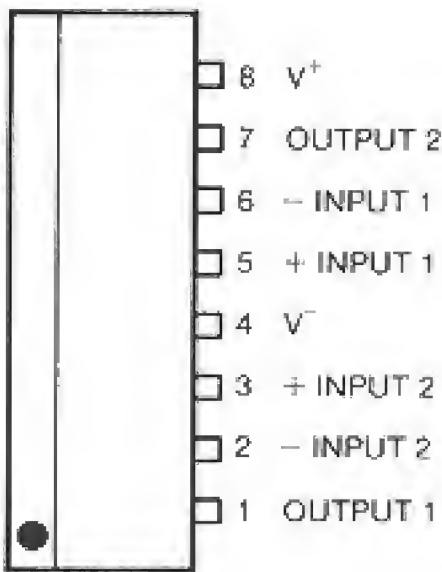 8 V⁺
7 OUTPUT 2
6 − INPUT 1
5 + INPUT 1
4 V⁻
3 + INPUT 2
2 − INPUT 2
1 OUTPUT 1